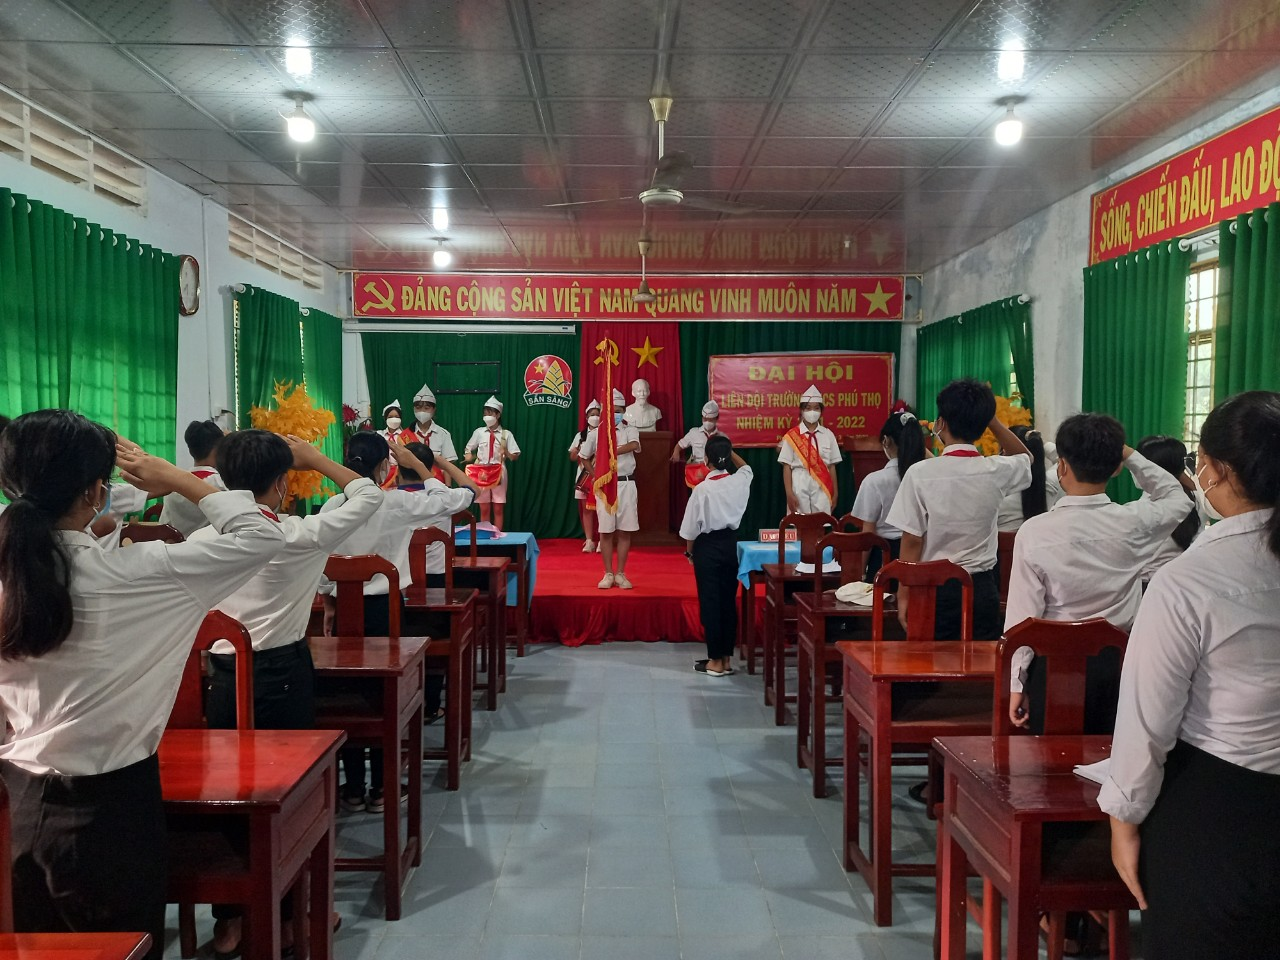 ĐẢNG CỘNG SẢN VIỆT NAM QUANG VINH MUÔN NĂM
SỐNG, CHIẾN ĐẤU, LAO ĐỘ
SẴN SÀNG
ĐẠI HỘI
LIÊN ĐỘI TRƯỜNG CS PHÚ THỌ
NHIỆM KỲ - 2022